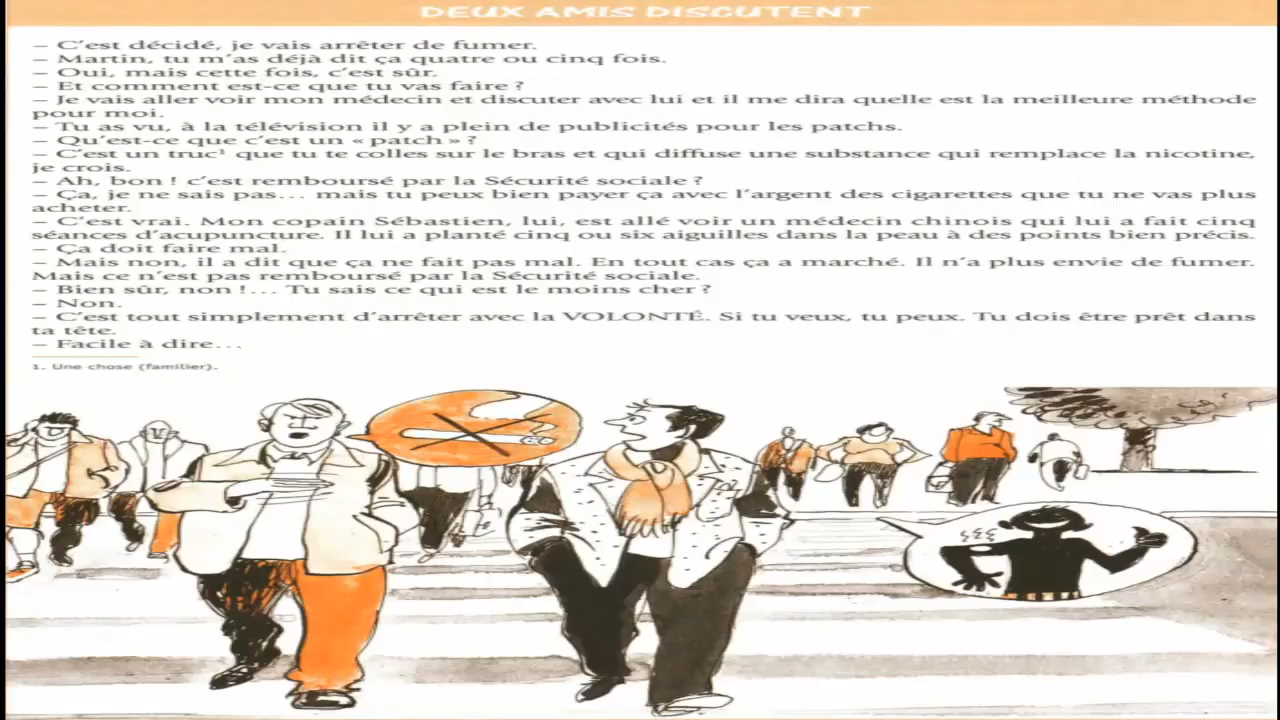 DEUX AMIS DISCUTENT
– C'est décidé, je vais arrêter de fumer.
– Martin, tu m'as déjà dit ça quatre ou cinq fois.
– Oui, mais cette fois, c'est sûr.
– Et comment est-ce que tu vas faire ?
– Je vais aller voir mon médecin et discuter avec lui et il me dira quelle est la meilleure méthode
pour moi.
– Tu as vu, à la télévision il y a plein de publicités pour les patchs.
– Qu'est-ce que c'est un « patch » ?
– C'est un truc¹ que tu te colles sur le bras et qui diffuse une substance qui remplace la nicotine,
je crois.
– Ah, bon ! c'est remboursé par la Sécurité sociale ?
– Ça, je ne sais pas... mais tu peux bien payer ça avec l'argent des cigarettes que tu ne vas plus
acheter.
– C'est vrai. Mon copain Sébastien, lui, est allé voir un médecin chinois qui lui a fait cinq
séances d'acupuncture. Il lui a planté cinq ou six aiguilles dans la peau à des points bien précis.
– Ça doit faire mal.
– Mais non, il a dit que ça ne fait pas mal. En tout cas ça a marché. Il n'a plus envie de fumer.
Mais ce n'est pas remboursé par la Sécurité sociale.
– Bien sûr, non !... Tu sais ce qui est le moins cher ?
– Non.
– C'est tout simplement d'arrêter avec la VOLONTÉ. Si tu veux, tu peux. Tu dois être prêt dans
ta tête.
– Facile à dire...
1. Une chose (familier).